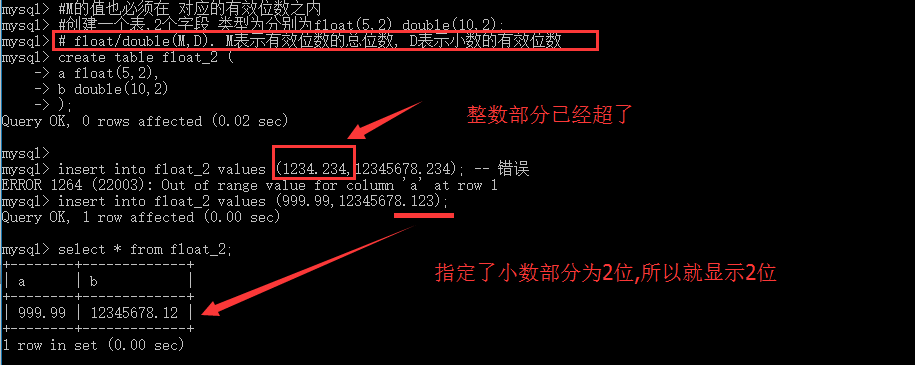 mysql> #M的值也必须在 对应的有效位数之内
mysql> #创建一个表,2个字段 类型为分别为float(5,2) double(10,2);
mysql> # float/double(M,D). M表示有效位数的总位数, D表示小数的有效位数
mysql> create table float_2 (
    -> a float(5,2),
    -> b double(10,2)
    -> );
Query OK, 0 rows affected (0.02 sec)
整数部分已经超了
mysql>
mysql> insert into float_2 values (1234.234,12345678,234); -- 错误
ERROR 1264 (22003): Out of range value for column 'a' at row 1
mysql> insert into float_2 values (999.99,12345678.123);
Query OK, 1 row affected (0.00 sec)
mysql> select * from float_2;
+--------+-------------+
| a      | b           |
+--------+-------------+
| 999.99 | 12345678.12 |
+--------+-------------+
指定了小数部分为2位,所以就显示2位
1 row in set (0.00 sec)